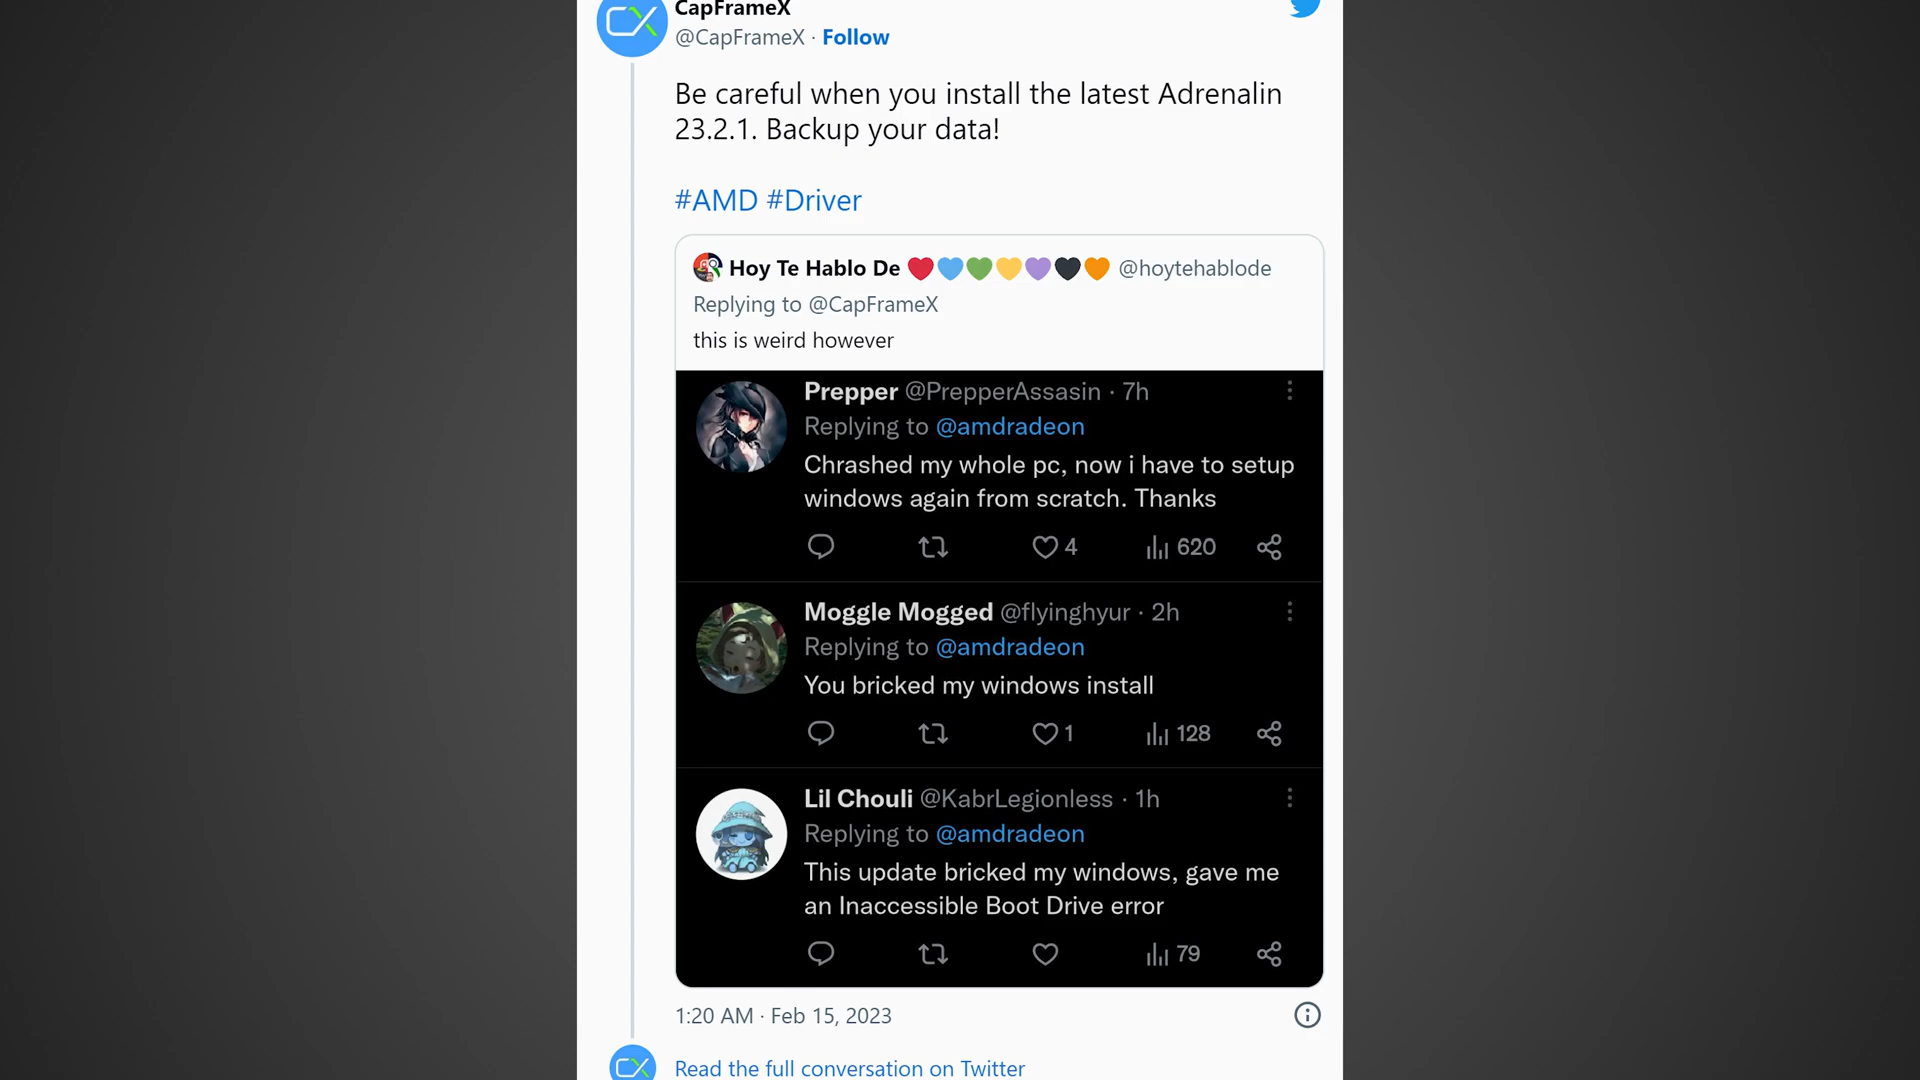 CapFrameX
@CapFrameX · Follow
Be careful when you install the latest Adrenalin
23.2.1. Backup your data!
#AMD #Driver
Hoy Te Hablo De ❤️💙💚💛💜🖤🧡 @hoytehablode
Replying to @CapFrameX
this is weird however
Prepper @PrepperAssasin · 7h
Replying to @amdradeon
Chrashed my whole pc, now i have to setup
windows again from scratch. Thanks
4 620
Moggle Mogged @flyinghyur · 2h
Replying to @amdradeon
You bricked my windows install
1 128
Lil Chouli @KabrLegionless · 1h
Replying to @amdradeon
This update bricked my windows, gave me
an Inaccessible Boot Drive error
79
1:20 AM · Feb 15, 2023
Read the full conversation on Twitter